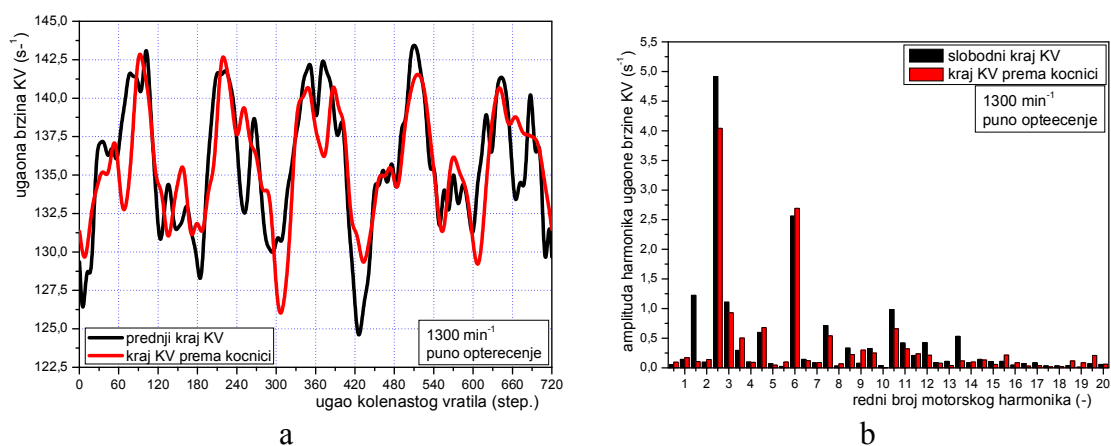 145,0
142,5
140,0
137,5
135,0
132,5
130,0
127,5
125,0
122,5
ugaona brzina KV (s-¹)
prednji kraj KV
kraj KV prema kocnici
1300 min⁻¹
puno opterecenje
0 60 120 180 240 300 360 420 480 540 600 660 720
ugao kolenastog vratila (step.)
a
5,5
5,0
4,5
4,0
3,5
3,0
2,5
2,0
1,5
1,0
0,5
0,0
amplituda harmonika ugaone brzine KV (s⁻¹)
slobodni kraj KV
kraj KV prema kocnici
1300 min⁻¹
puno opteecenje
1 2 3 4 5 6 7 8 9 10 11 12 13 14 15 16 17 18 19 20
redni broj motorskog harmonika (-)
b